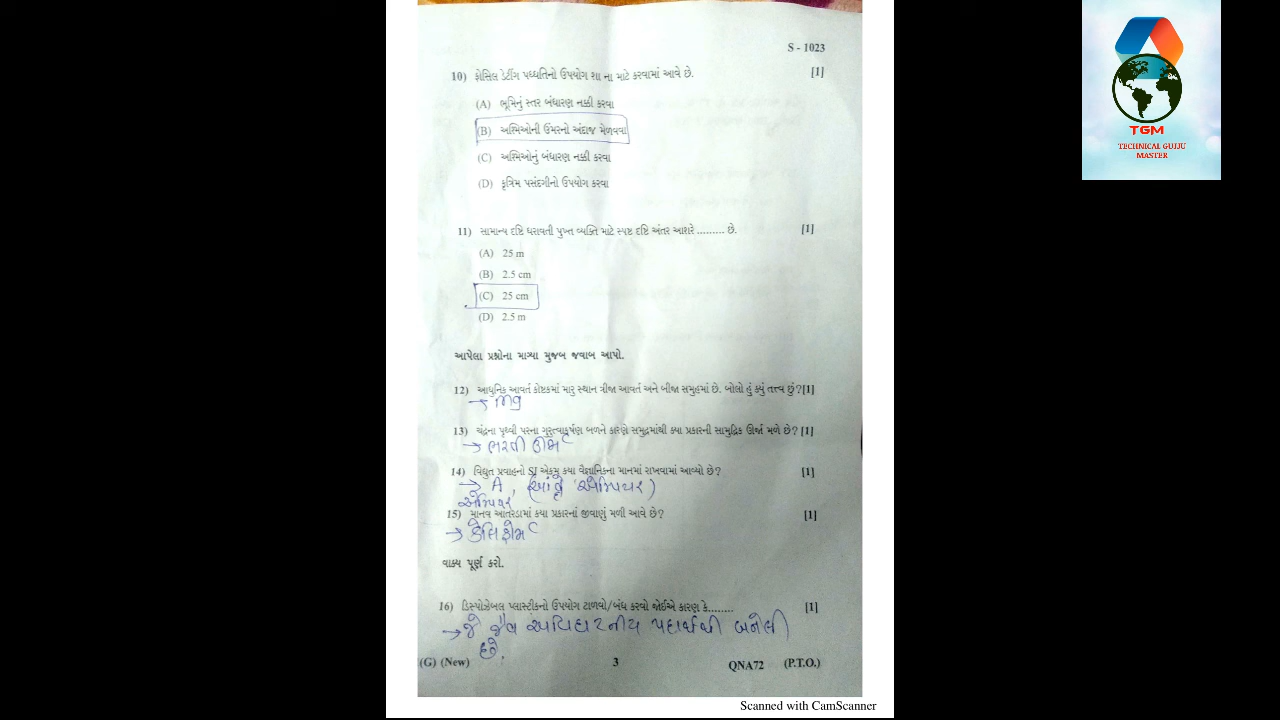 S - 1023
10) ફોસિલ ડેટીંગ પધ્ધતિનો ઉપયોગ શા ના માટે કરવામાં આવે છે. [1]
(A) ભૂમિનું સ્તર બંધારણ નક્કી કરવા
(B) અશ્મિઓની ઉંમરનો અંદાજ મેળવવા
(C) અશ્મિઓનું બંધારણ નક્કી કરવા
(D) કૃત્રિમ પસંદગીનો ઉપયોગ કરવા
11) સામાન્ય દૃષ્ટિ ધરાવતી પુખ્ત વ્યક્તિ માટે સ્પષ્ટ દૃષ્ટિ અંતર આશરે ......... છે. [1]
(A) 25 m
(B) 2.5 cm
(C) 25 cm
(D) 2.5 m
આપેલા પ્રશ્નોના માગ્યા મુજબ જવાબ આપો.
12) આધુનિક આવર્ત કોષ્ટકમાં મારુ સ્થાન ત્રીજા આવર્ત અને બીજા સમૂહમાં છે. બોલો હું ક્યું તત્ત્વ છું? [1]
→ Mg
13) ચંદ્રના પૃથ્વી પરના ગુરુત્વાકર્ષણ બળને કારણે સમુદ્રમાંથી ક્યા પ્રકારની સામુદ્રિક ઊર્જા મળે છે? [1]
→ ભરતી ઊર્જા
14) વિદ્યુત પ્રવાહનો SI એકમ ક્યા વૈજ્ઞાનિકના માનમાં રાખવામાં આવ્યો છે? [1]
→ A, (આંદ્રે એમ્પિયર)
એમ્પિયર
15) માનવ આંતરડામાં ક્યા પ્રકારનાં જીવાણું મળી આવે છે? [1]
→ કોલિફોર્મ
વાક્ય પૂર્ણ કરો.
16) ડિસ્પોઝેબલ પ્લાસ્ટીકનો ઉપયોગ ટાળવો/બંધ કરવો જોઈએ કારણ કે........ [1]
→ જે જૈવ અવિઘટનીય પદાર્થથી બનેલી
છે.
(G) (New) 3 QNA72 (P.T.O.)
Scanned with CamScanner
TGM
TECHNICAL GUJJU
MASTER